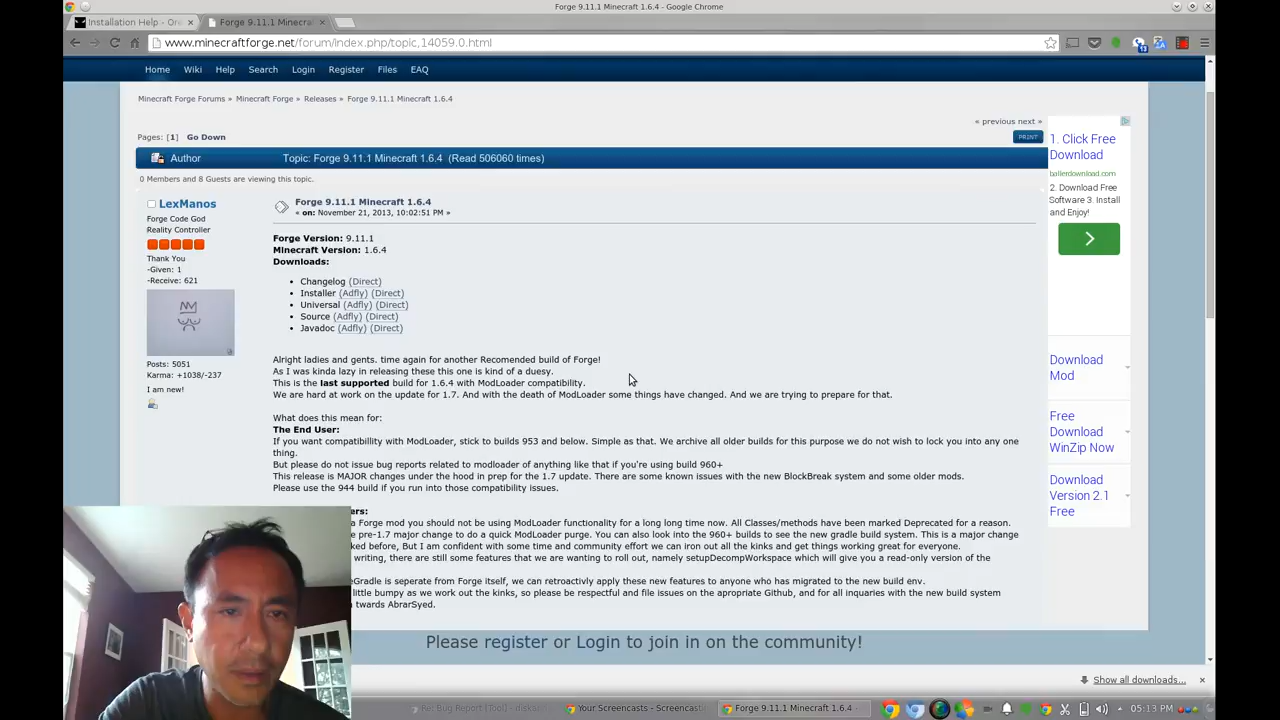 Forge 9.11.1 Minecraft 1.6.4 - Google Chrome
Installation Help - Ore
Forge 9.11.1 Minecra
www.minecraftforge.net/forum/index.php/topic,14059.0.html
Home Wiki Help Search Login Register Files EAQ
Minecraft Forge Forums » Minecraft Forge » Releases » Forge 9.11.1 Minecraft 1.6.4
« previous next »
Pages: [1] Go Down
PRINT
Author Topic: Forge 9.11.1 Minecraft 1.6.4 (Read 506060 times)
0 Members and 8 Guests are viewing this topic.
LexManos
Forge Code God
Reality Controller
Thank You
-Given: 1
-Receive: 621
Posts: 5051
Karma: +1038/-237
I am new!
Forge 9.11.1 Minecraft 1.6.4
« on: November 21, 2013, 10:02:51 PM »
Forge Version: 9.11.1
Minecraft Version: 1.6.4
Downloads:
• Changelog (Direct)
• Installer (Adfly) (Direct)
• Universal (Adfly) (Direct)
• Source (Adfly) (Direct)
• Javadoc (Adfly) (Direct)
Alright ladies and gents. time again for another Recomended build of Forge!
As I was kinda lazy in releasing these this one is kind of a duesy.
This is the last supported build for 1.6.4 with ModLoader compatibility.
We are hard at work on the update for 1.7. And with the death of ModLoader some things have changed. And we are trying to prepare for that.
What does this mean for:
The End User:
If you want compatibility with ModLoader, stick to builds 953 and below. Simple as that. We archive all older builds for this purpose we do not wish to lock you into any one
thing.
But please do not issue bug reports related to modloader of anything like that if you're using build 960+
This release is MAJOR changes under the hood in prep for the 1.7 update. There are some known issues with the new BlockBreak system and some older mods.
Please use the 944 build if you run into those compatibility issues.
ers:
a Forge mod you should not be using ModLoader functionality for a long long time now. All Classes/methods have been marked Deprecated for a reason.
pre-1.7 major change to do a quick ModLoader purge. You can also look into the 960+ builds to see the new gradle build system. This is a major change
ked before, But I am confident with some time and community effort we can iron out all the kinks and get things working great for everyone.
writing, there are still some features that we are wanting to roll out, namely setupDecompWorkspace which will give you a read-only version of the
eGradle is seperate from Forge itself, we can retroactivly apply these new features to anyone who has migrated to the new build env.
little bumpy as we work out the kinks, so please be respectful and file issues on the apropriate Github, and for all inquaries with the new build system
twards AbrarSyed.
1. Click Free
Download
ballerdownload.com
2. Download Free
Software 3. Install
and Enjoy!
Download
Mod
Free
Download
WinZip Now
Download
Version 2.1
Free
Please register or Login to join in on the community!
Show all downloads...
Re: Bug Report (Tool)
Your Screencasts - Screencast
Forge 9.11.1 Minecraft 1.6.4 -
05:13 PM